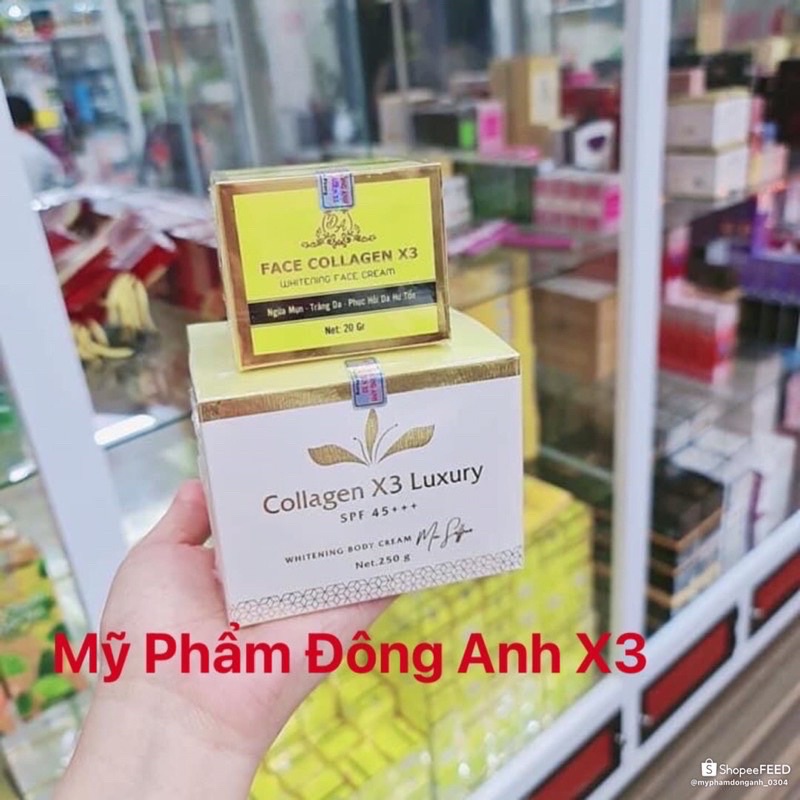 FACE COLLAGEN X3
WHITENING FACE CREAM
Ngừa Mụn - Trắng Da - Phục Hồi Da Hư Tổn
Net: 20 Gr
Collagen X3 Luxury
SPF 45+++
WHITENING BODY CREAM
Net.250 g
Mỹ Phẩm Đông Anh X3
ShopeeFEED
@myphamdonganh_0304